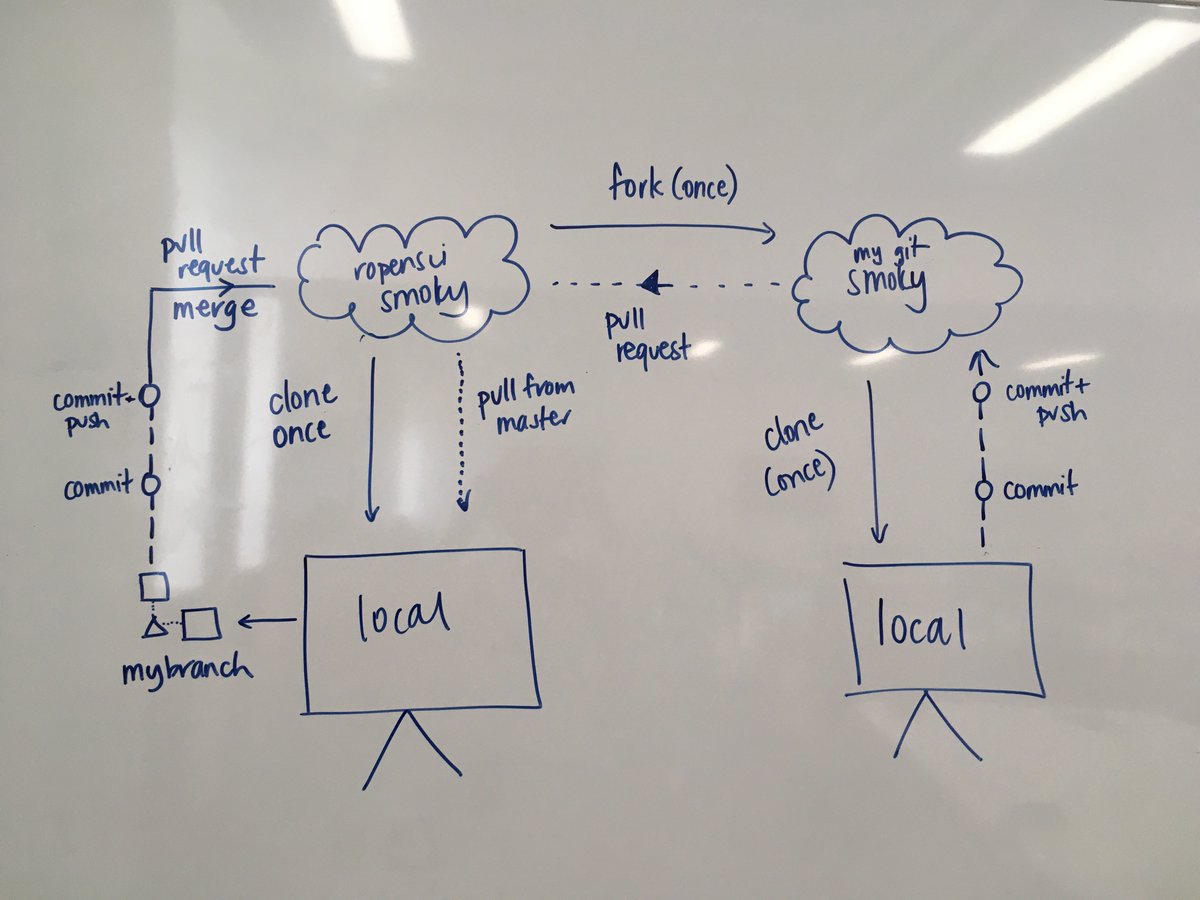 fork (once)
pull
request
merge
ropensci
smoky
my git
smoky
pull
request
commit +
push
commit
clone
once
pull from
master
clone
(once)
commit +
push
commit
local
local
mybranch